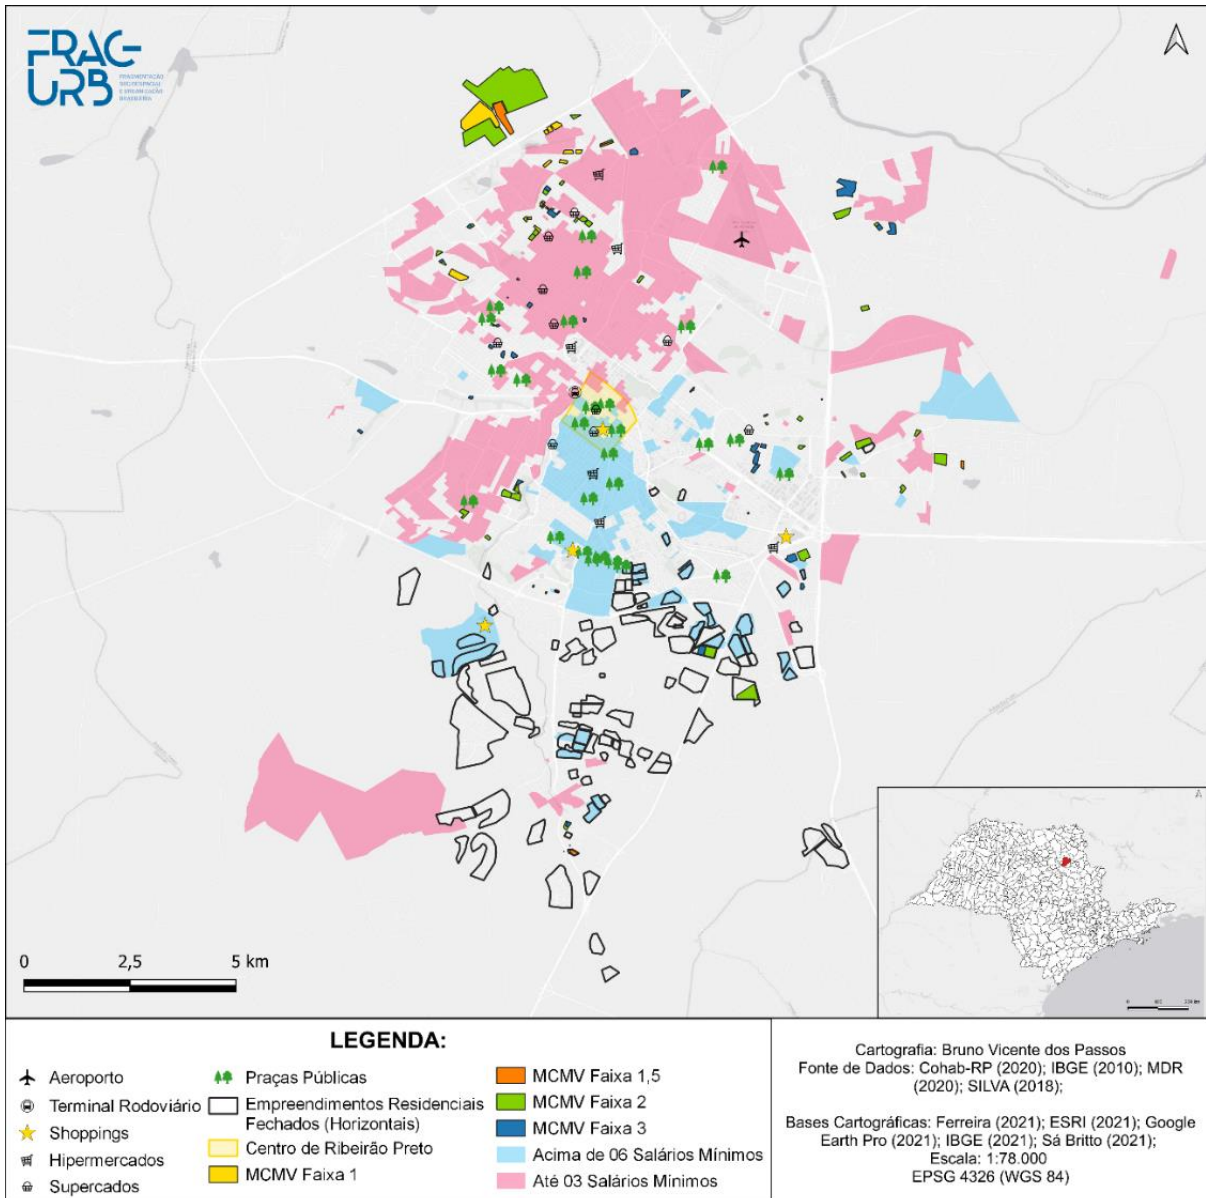 FRAG-
URB
FRAGMENTAÇÃO
SOCIOESPACIAL
E URBANIZAÇÃO
BRASILEIRA
0 2,5 5 km
LEGENDA:
Aeroporto
Terminal Rodoviário
Shoppings
Hipermercados
Supercados
Praças Públicas
Empreendimentos Residenciais
Fechados (Horizontais)
Centro de Ribeirão Preto
MCMV Faixa 1
MCMV Faixa 1,5
MCMV Faixa 2
MCMV Faixa 3
Acima de 06 Salários Mínimos
Até 03 Salários Mínimos
Cartografia: Bruno Vicente dos Passos
Fonte de Dados: Cohab-RP (2020); IBGE (2010); MDR
(2020); SILVA (2018);
Bases Cartográficas: Ferreira (2021); ESRI (2021); Google
Earth Pro (2021); IBGE (2021); Sá Britto (2021);
Escala: 1:78.000
EPSG 4326 (WGS 84)